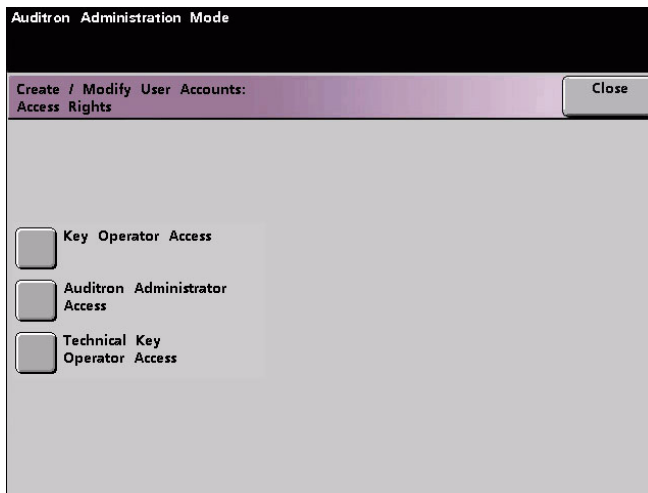 Auditron Administration Mode
Create / Modify User Accounts:
Access Rights
Close
Key Operator Access
Auditron Administrator
Access
Technical Key
Operator Access